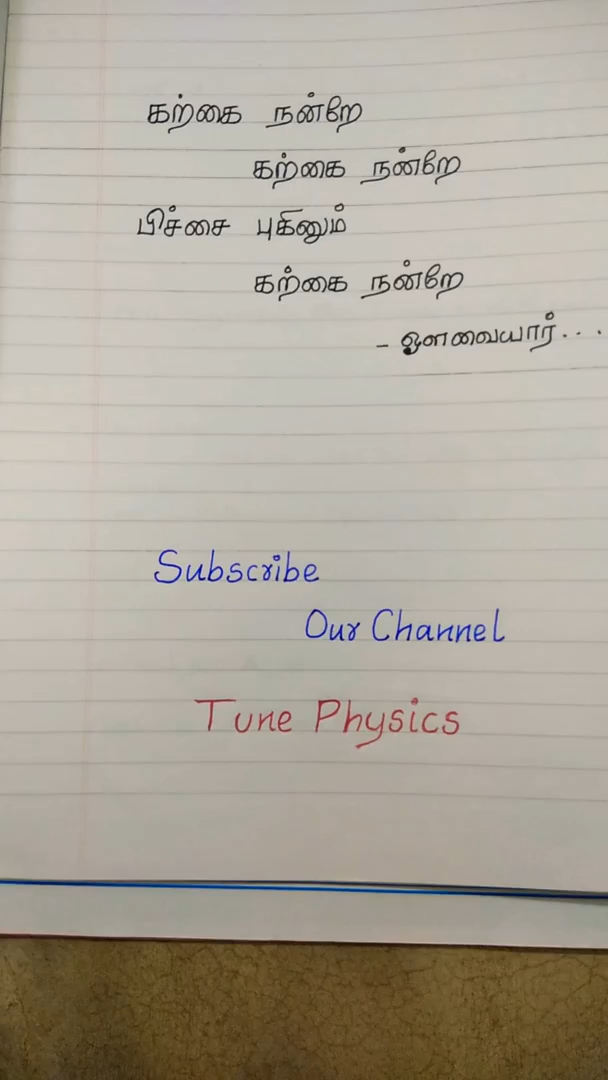 கற்கை நன்றே
கற்கை நன்றே
பிச்சை புகினும்
கற்கை நன்றே
- ஔவையார்...
Subscribe
Our Channel
Tune Physics